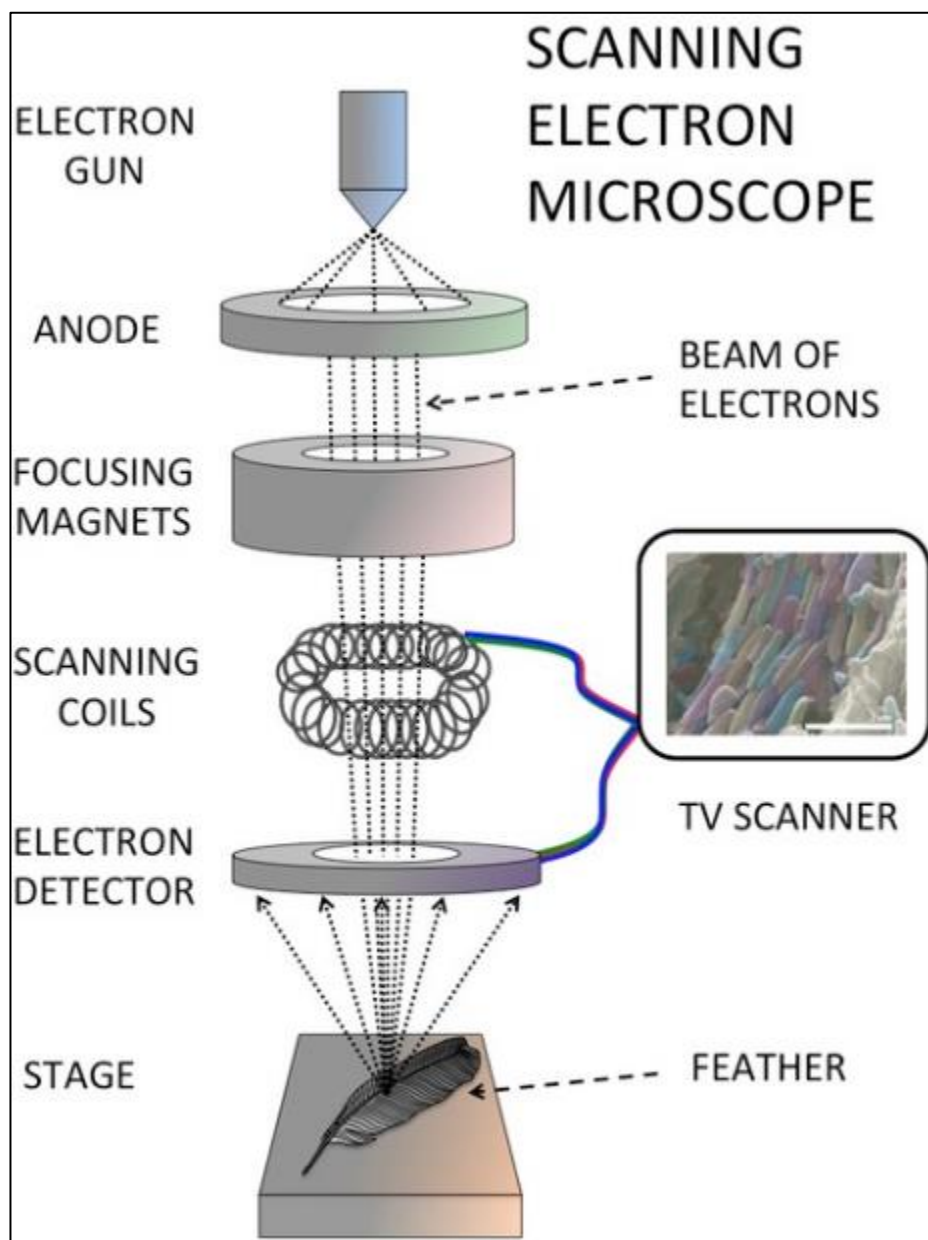 SCANNING
ELECTRON
MICROSCOPE
ELECTRON
GUN
ANODE
BEAM OF
ELECTRONS
FOCUSING
MAGNETS
SCANNING
COILS
TV SCANNER
ELECTRON
DETECTOR
STAGE
FEATHER